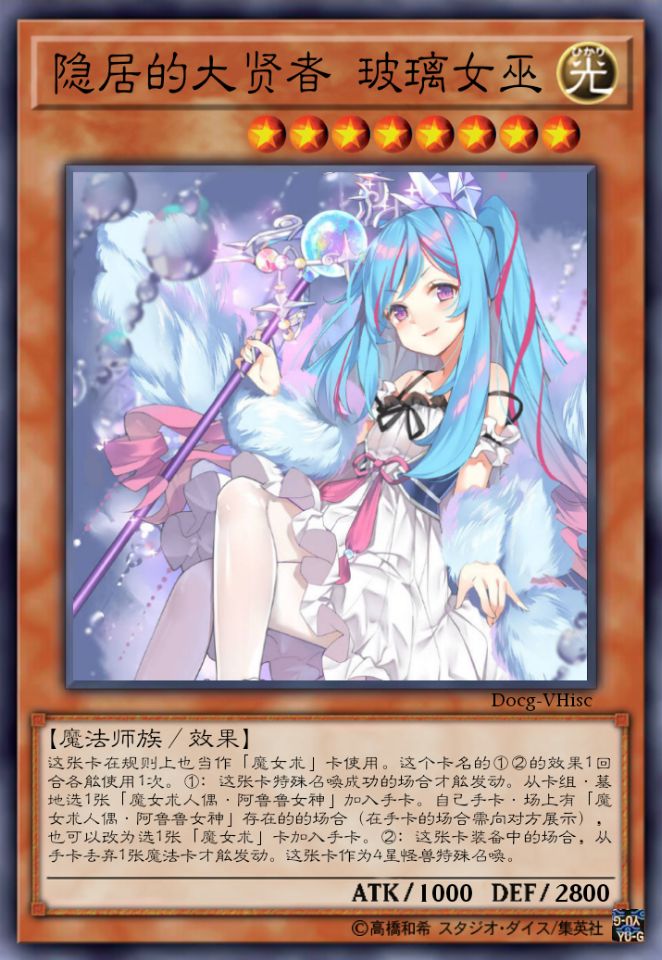 隐居的大贤者 玻璃女巫
ひかり
光
Docg-VHisc
【魔法师族/效果】
这张卡在规则上也当作「魔女术」卡使用。这个卡名的①②的效果1回
合各能使用1次。①：这张卡特殊召唤成功的场合才能发动。从卡组·墓
地选1张「魔女术人偶·阿鲁鲁女神」加入手卡。自己手卡·场上有「魔
女术人偶·阿鲁鲁女神」存在的的场合（在手卡的场合需向对方展示），
也可以改为选1张「魔女术」卡加入手卡。②：这张卡装备中的场合，从
手卡丢弃1张魔法卡才能发动。这张卡作为4星怪兽特殊召唤。
ATK/1000 DEF/2800
©高橋和希 スタジオ・ダイス/集英社